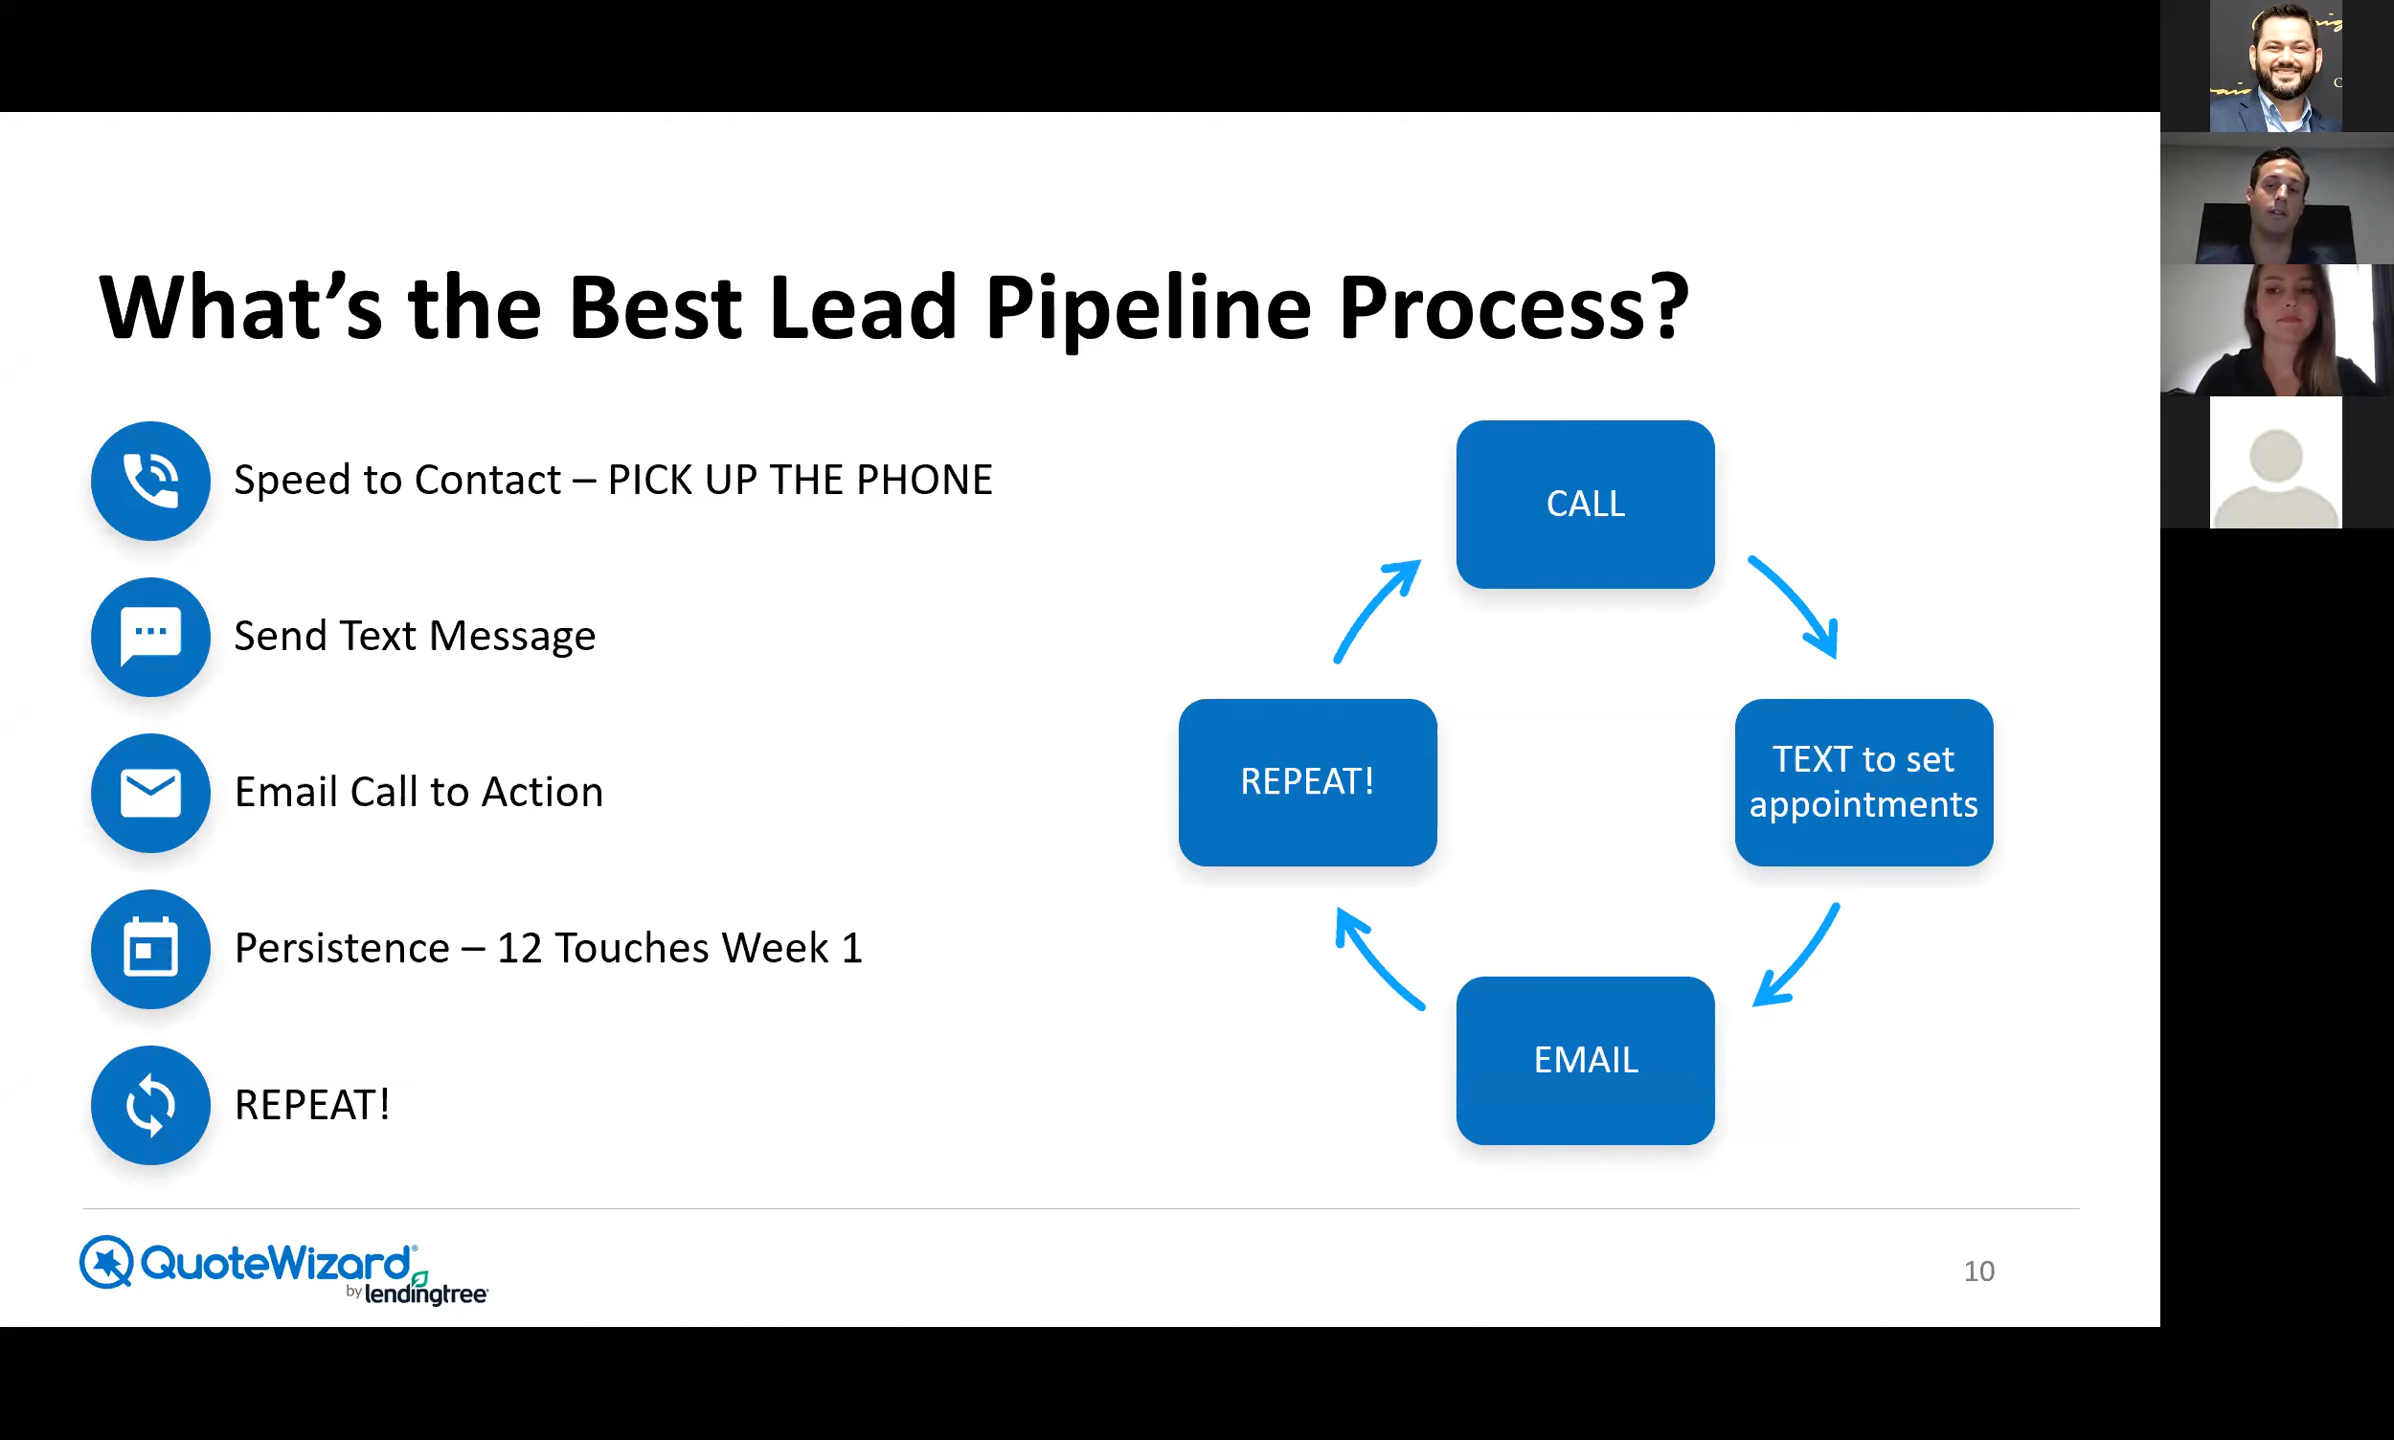 What's the Best Lead Pipeline Process?
Speed to Contact – PICK UP THE PHONE
Send Text Message
Email Call to Action
Persistence – 12 Touches Week 1
REPEAT!
CALL
TEXT to set
appointments
EMAIL
REPEAT!
QuoteWizard®
by lendingtree
10